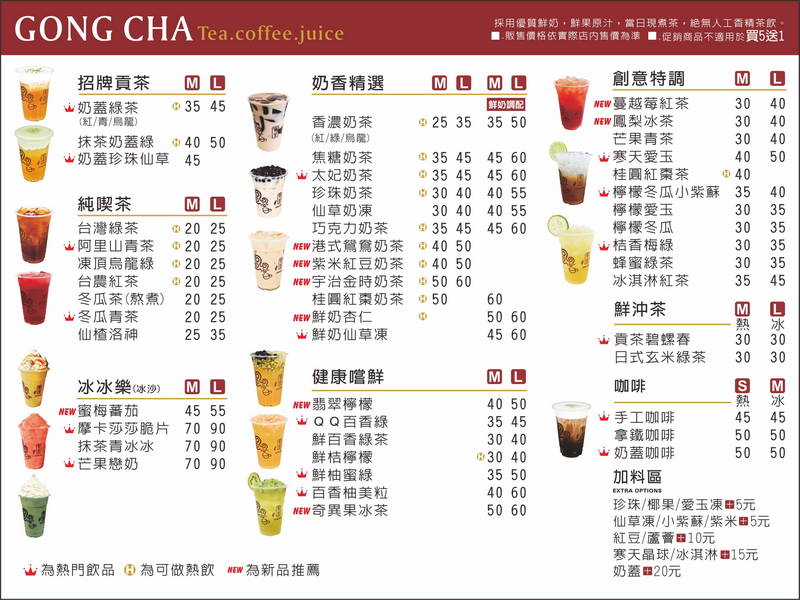 GONG CHA Tea.coffee.juice
採用優質鮮奶，鮮果原汁，當日現煮茶，絕無人工香精茶飲。
■.販售價格依實際店內售價為準 ■.促銷商品不適用於買5送1
招牌貢茶 M L
奶蓋綠茶 H 35 45
(紅/青/烏龍)
抹茶奶蓋綠 H 40 50
奶蓋珍珠仙草 45
純喫茶 M L
台灣綠茶 H 20 25
阿里山青茶 H 20 25
凍頂烏龍綠 H 20 25
台農紅茶 H 20 25
冬瓜茶(熬煮) 20 25
冬瓜青茶 20 25
仙楂洛神 25 35
冰冰樂(冰沙) M L
NEW 蜜梅蕃茄 45 55
摩卡莎莎脆片 70 90
抹茶青冰冰 70 90
芒果戀奶 70 90
為熱門飲品 H 為可做熱飲 NEW 為新品推薦
奶香精選 M L M L
鮮奶調配
香濃奶茶 H 25 35 35 50
(紅/綠/烏龍)
焦糖奶茶 H 35 45 45 60
太妃奶茶 H 35 45 45 60
珍珠奶茶 H 30 40 40 55
仙草奶凍 30 40 40 55
巧克力奶茶 H 35 45 45 60
NEW 港式鴛鴦奶茶 H 40 50
NEW 紫米紅豆奶茶 H 40 50
NEW 宇治金時奶茶 H 50 60
桂圓紅棗奶茶 H 50 60
NEW 鮮奶杏仁 H 50 60
鮮奶仙草凍 45 60
健康嚐鮮 M L
NEW 翡翠檸檬 40 50
ＱＱ百香綠 35 45
鮮百香綠茶 30 40
鮮桔檸檬 H 30 40
鮮柚蜜綠 35 50
百香柚美粒 40 60
NEW 奇異果冰茶 50 60
創意特調 M L
NEW 蔓越莓紅茶 30 40
NEW 鳳梨冰茶 30 40
芒果青茶 30 40
寒天愛玉 40 50
桂圓紅棗茶 H 40
檸檬冬瓜小紫蘇 35 40
檸檬愛玉 30 35
檸檬冬瓜 30 35
桔香梅綠 30 35
蜂蜜綠茶 30 35
冰淇淋紅茶 35 45
鮮沖茶 M L
熱 冰
貢茶碧螺春 30 30
日式玄米綠茶 30 30
咖啡 S M
熱 冰
手工咖啡 45 45
拿鐵咖啡 50 50
奶蓋咖啡 50 50
加料區
EXTRA OPTIONS
珍珠/椰果/愛玉凍+5元
仙草凍/小紫蘇/紫米+5元
紅豆/蘆薈+10元
寒天晶球/冰淇淋+15元
奶蓋+20元